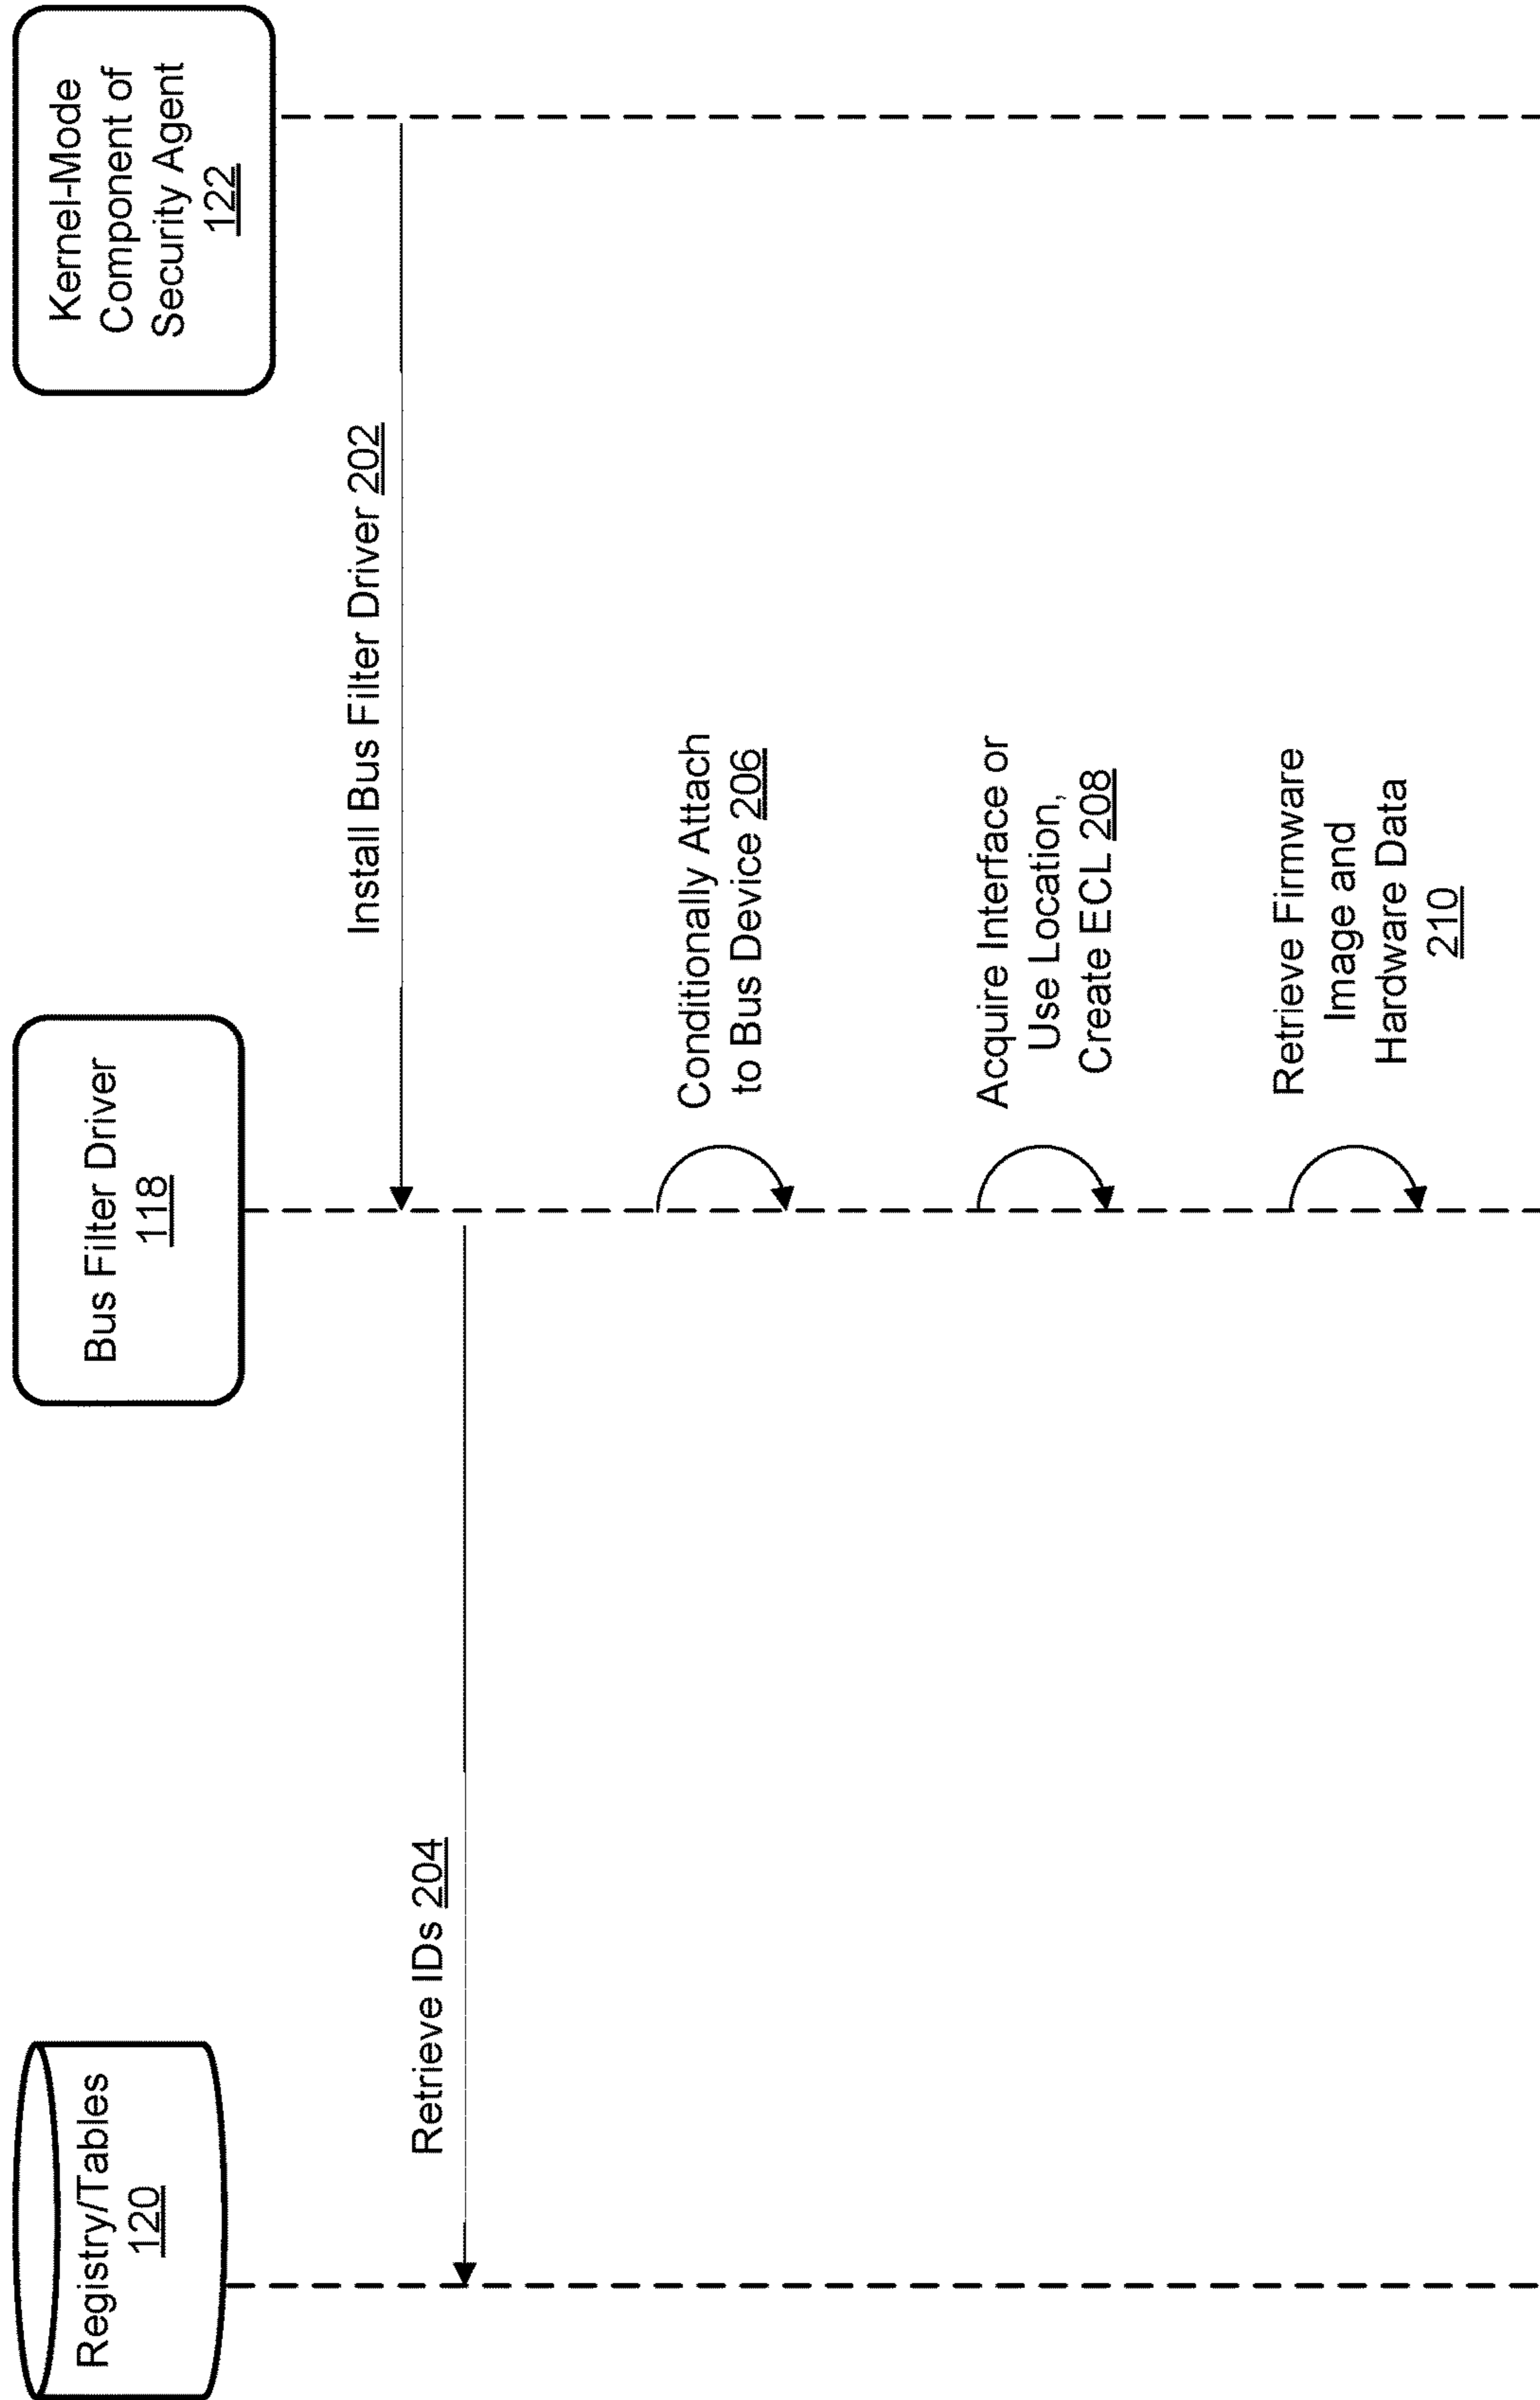 Registry/Tables
120
Bus Filter Driver
118
Kernel-Mode
Component of
Security Agent
122
Install Bus Filter Driver 202
Retrieve IDs 204
Conditionally Attach
to Bus Device 206
Acquire Interface or
Use Location,
Create ECL 208
Retrieve Firmware
Image and
Hardware Data
210